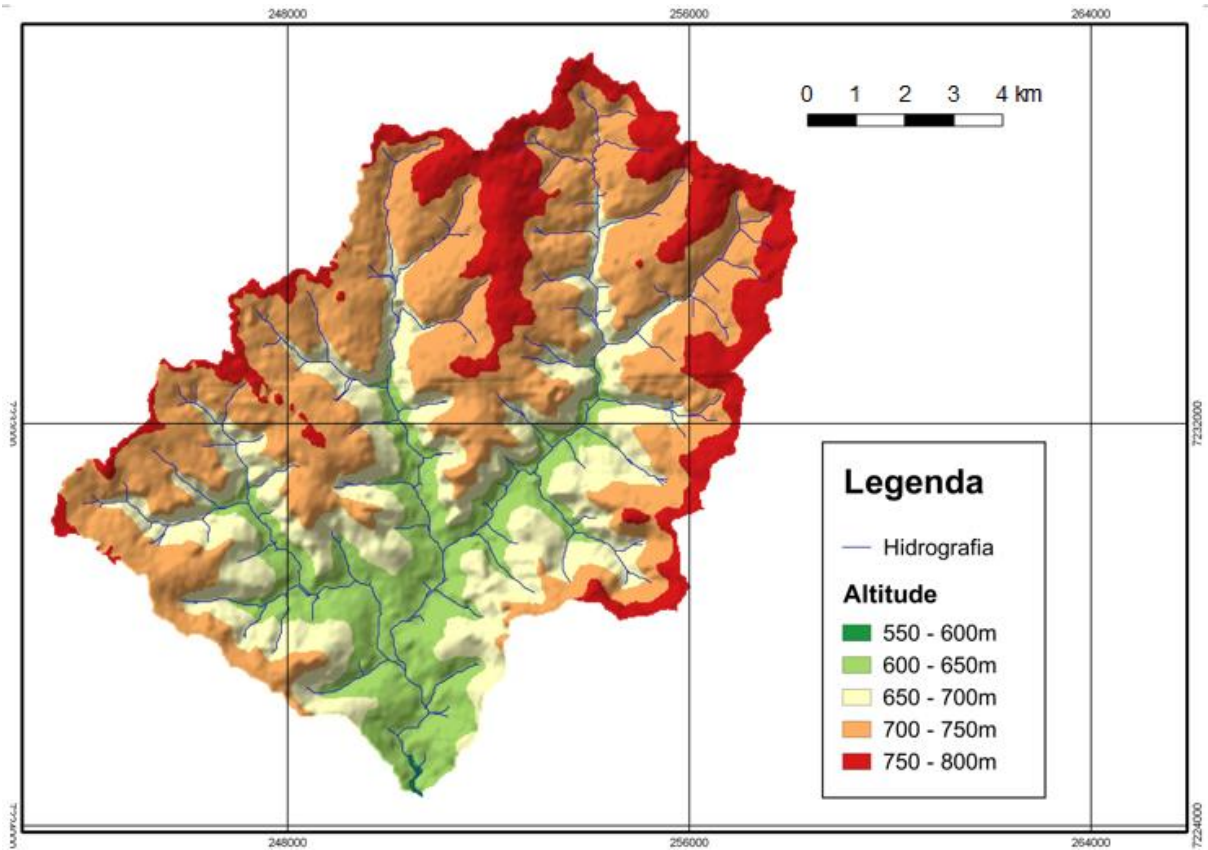 248000 256000 264000
0 1 2 3 4 km
7232000
Legenda
Hidrografia
Altitude
550 - 600m
600 - 650m
650 - 700m
700 - 750m
750 - 800m
7224000
248000 256000 264000